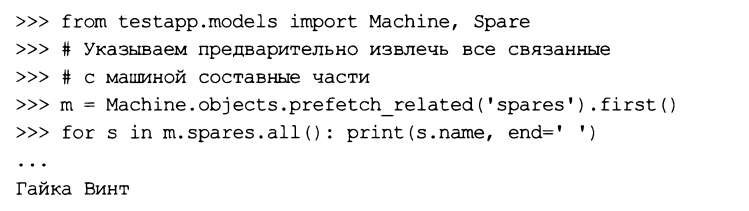 >>> from testapp.models import Machine, Spare
>>> # Указываем предварительно извлечь все связанные
>>> # с машиной составные части
>>> m = Machine.objects.prefetch_related('spares').first()
>>> for s in m.spares.all(): print(s.name, end=' ')
...
Гайка Винт